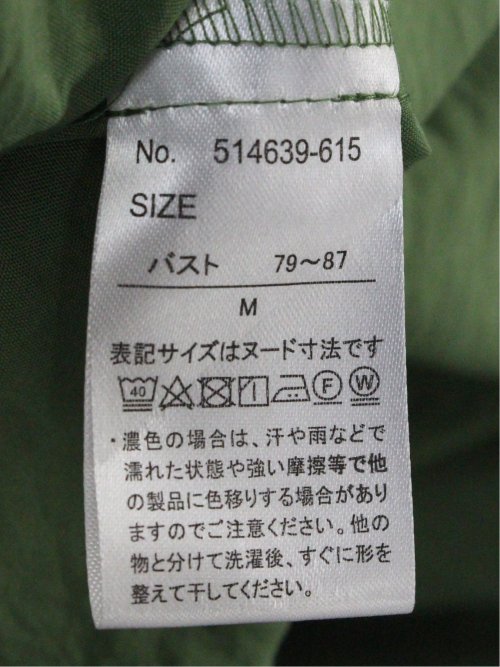 No. 514639-615
SIZE
バスト 79～87
M
表記サイズはヌード寸法です
40 F W
・濃色の場合は、汗や雨などで
濡れた状態や強い摩擦等で他
の製品に色移りする場合があり
ますのでご注意ください。他の
物と分けて洗濯後、すぐに形を
整えて干してください。